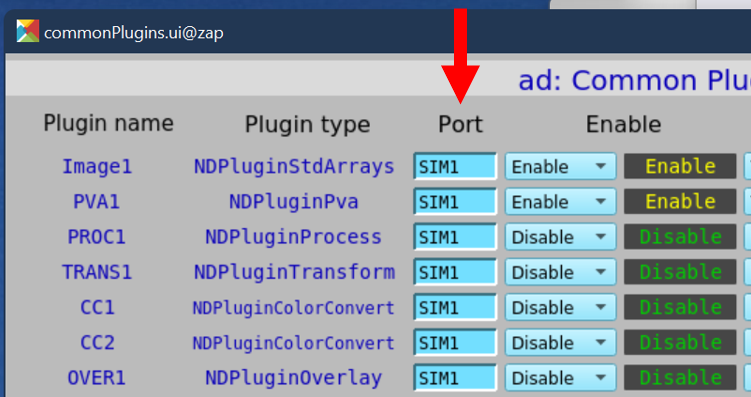 commonPlugins.ui@zap
ad: Common Plu
Plugin name Plugin type Port Enable
Image1 NDPluginStdArrays SIM1 Enable Enable
PVA1 NDPluginPva SIM1 Enable Enable
PROC1 NDPluginProcess SIM1 Disable Disable
TRANS1 NDPluginTransform SIM1 Disable Disable
CC1 NDPluginColorConvert SIM1 Disable Disable
CC2 NDPluginColorConvert SIM1 Disable Disable
OVER1 NDPluginOverlay SIM1 Disable Disable